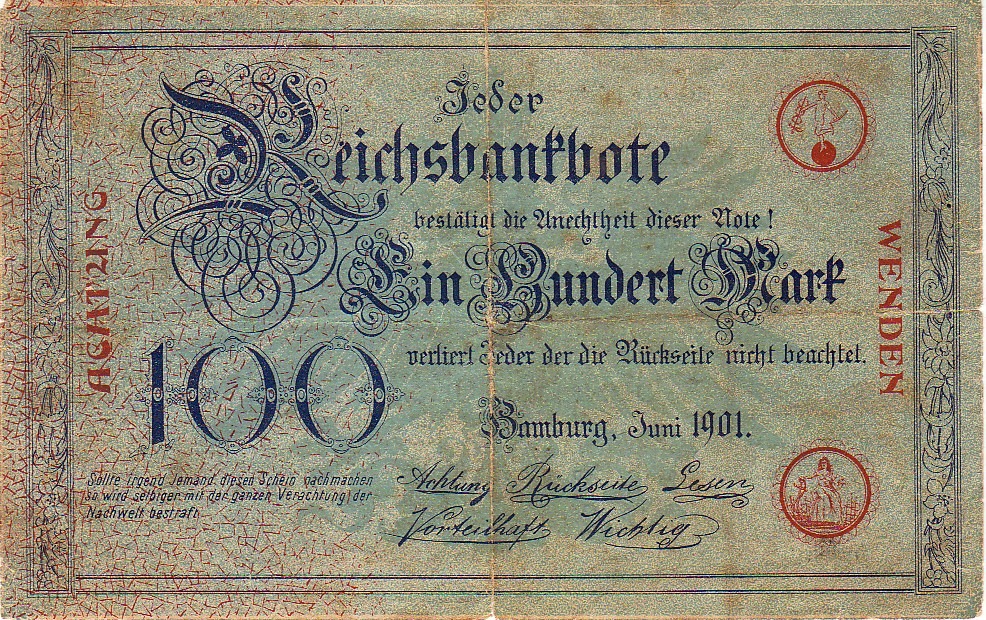 Jeder
Reichsbankbote
bestätigt die Unechtheit dieser Note!
Ein Hundert Mark
verliert Jeder der die Rückseite nicht beachtet.
100
Bamburg, Juni 1901.
Sollte irgend Jemand diesen Schein nachmachen
so wird selbiger mit der ganzen Verachtung der
Nachwelt bestraft.
Achtung Rückseite Lesen
Vorteilhaft Wichtig
ACATUNG
WENDEN